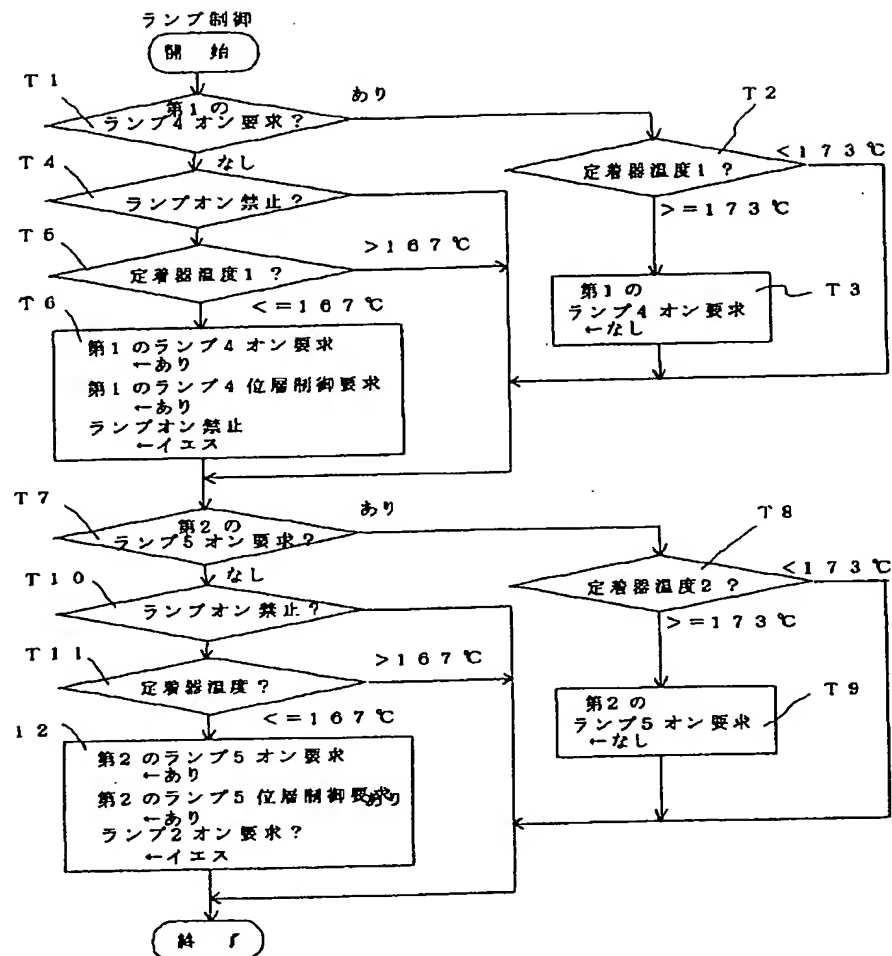 ランプ制御
開 始
T1
第1の
ランプ4オン要求?
あり
T2
定着器温度1?
<173℃
>=173℃
T3
第1の
ランプ4オン要求
←なし
なし
T4
ランプオン禁止?
T5
定着器温度1?
>167℃
<=167℃
T6
第1のランプ4オン要求
←あり
第1のランプ4位層制御要求
←あり
ランプオン禁止
←イエス
T7
第2の
ランプ5オン要求?
あり
T8
定着器温度2?
<173℃
>=173℃
T9
第2の
ランプ5オン要求
←なし
なし
T10
ランプオン禁止?
T11
定着器温度?
>167℃
<=167℃
12
第2のランプ5オン要求
←あり
第2のランプ5位層制御要求あり
←あり
ランプ2オン要求?
←イエス
終 了